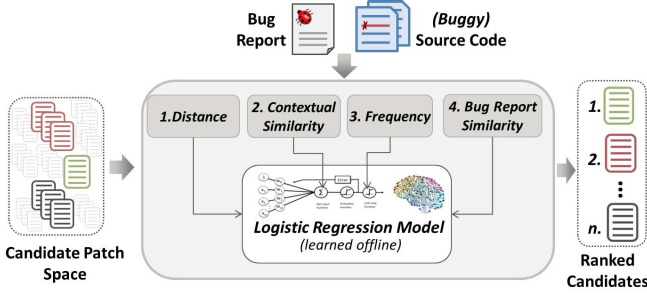 Bug
Report
(Buggy)
Source Code
1.Distance
2. Contextual
Similarity
3. Frequency
4. Bug Report
Similarity
Error
Logistic Regression Model
(learned offline)
Candidate Patch
Space
1.
2.
n.
Ranked
Candidates